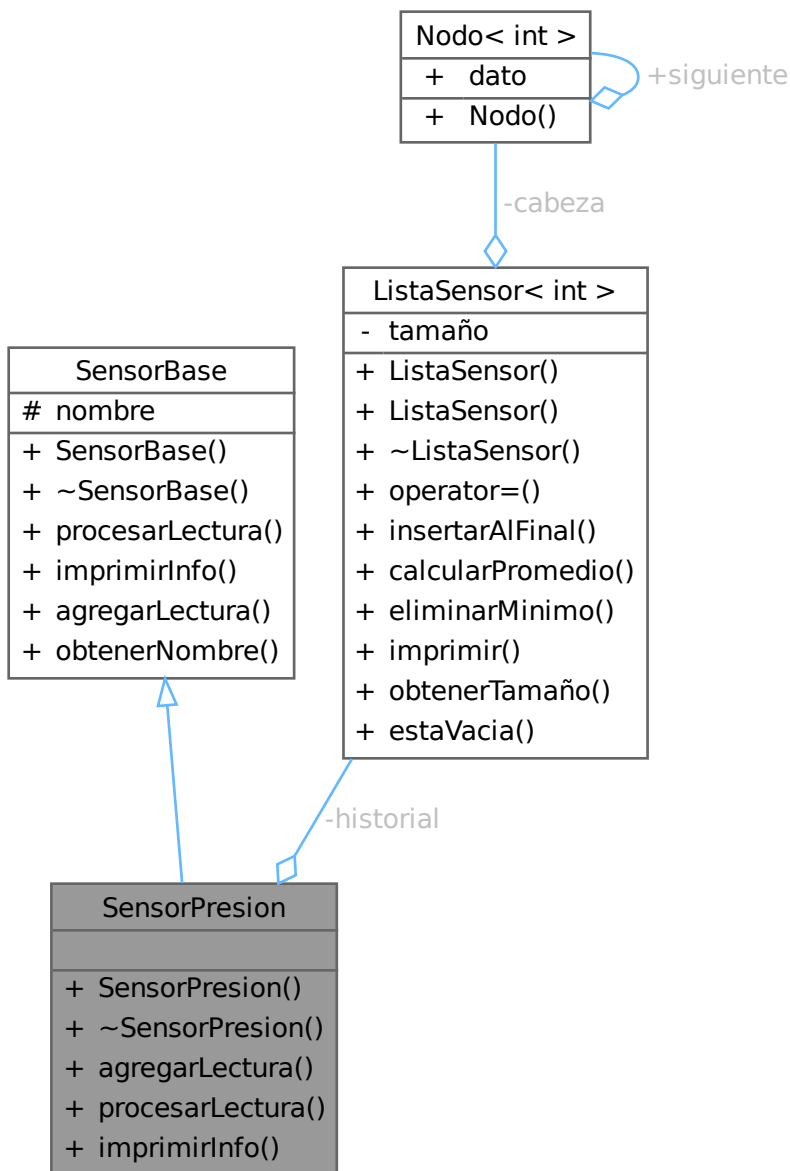 Nodo< int >
+ dato
+ Nodo()
+siguiente
-cabeza
ListaSensor< int >
- tamaño
+ ListaSensor()
+ ListaSensor()
+ ~ListaSensor()
+ operator=()
+ insertarAlFinal()
+ calcularPromedio()
+ eliminarMinimo()
+ imprimir()
+ obtenerTamaño()
+ estaVacia()
SensorBase
# nombre
+ SensorBase()
+ ~SensorBase()
+ procesarLectura()
+ imprimirInfo()
+ agregarLectura()
+ obtenerNombre()
-historial
SensorPresion
+ SensorPresion()
+ ~SensorPresion()
+ agregarLectura()
+ procesarLectura()
+ imprimirInfo()